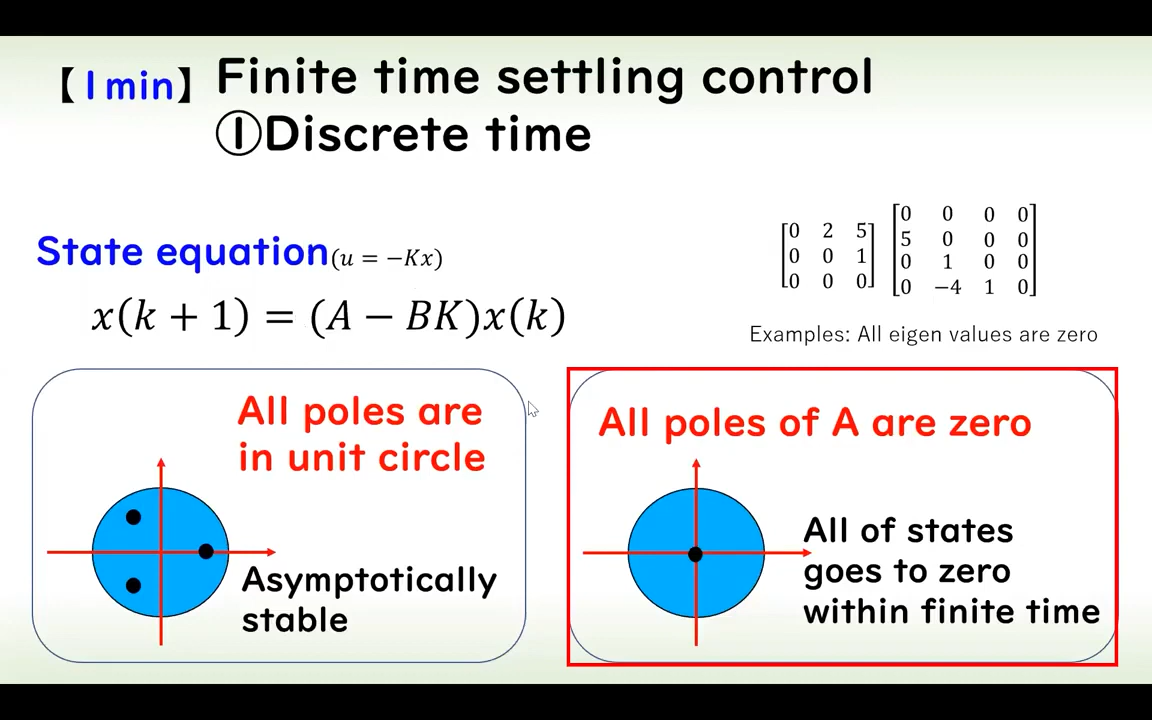 【1min】 Finite time settling control
①Discrete time
State equation(u = −Kx)
x(k + 1) = (A − BK)x(k)
[0 2 5
0 0 1
0 0 0]
[0 0 0 0
5 0 0 0
0 1 0 0
0 −4 1 0]
Examples: All eigen values are zero
All poles are
in unit circle
Asymptotically
stable
All poles of A are zero
All of states
goes to zero
within finite time